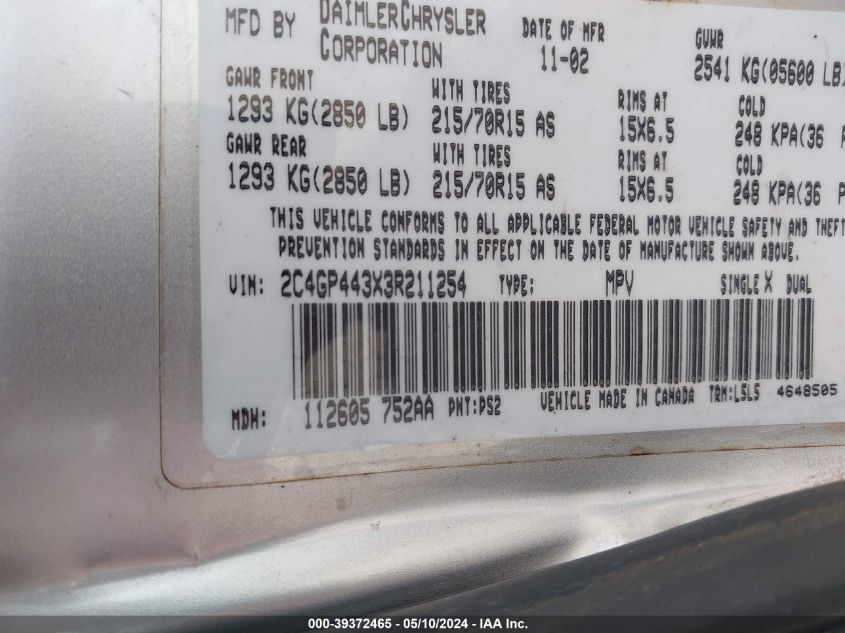 MFD BY DAIMLERCHRYSLER CORPORATION DATE OF MFR 11-02 GVWR 2541 KG(05600 LB)
GAWR FRONT WITH TIRES RIMS AT COLD
1293 KG(2850 LB) 215/70R15 AS 15X6.5 248 KPA(36 P
GAWR REAR WITH TIRES RIMS AT COLD
1293 KG(2850 LB) 215/70R15 AS 15X6.5 248 KPA(36 P
THIS VEHICLE CONFORMS TO ALL APPLICABLE FEDERAL MOTOR VEHICLE SAFETY AND THEFT
PREVENTION STANDARDS IN EFFECT ON THE DATE OF MANUFACTURE SHOWN ABOVE.
VIN: 2C4GP443X3R211254 TYPE: MPV SINGLE X DUAL
MDH: 112605 752AA PNT:PS2 VEHICLE MADE IN CANADA TRM:L5L5 4648505
000-39372465 - 05/10/2024 - IAA Inc.